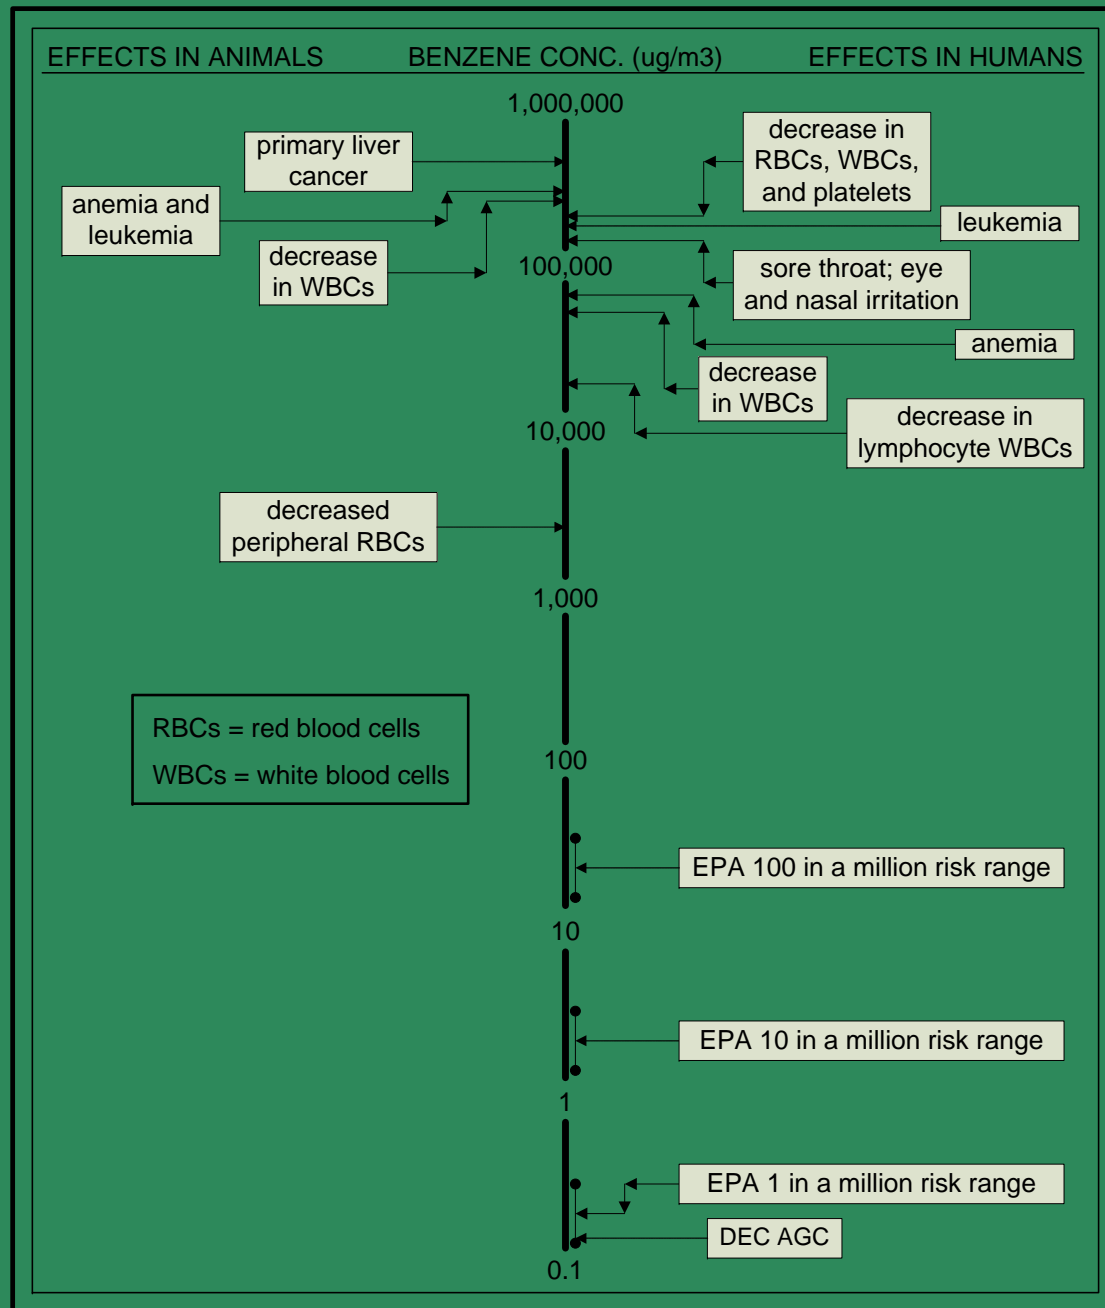 EFFECTS IN ANIMALS
BENZENE CONC. (ug/m3)
EFFECTS IN HUMANS
1,000,000
primary liver
cancer
decrease in
RBCs, WBCs,
and platelets
anemia and
leukemia
leukemia
decrease
in WBCs
100,000
sore throat; eye
and nasal irritation
anemia
decrease
in WBCs
10,000
decrease in
lymphocyte WBCs
decreased
peripheral RBCs
1,000
RBCs = red blood cells
WBCs = white blood cells
100
EPA 100 in a million risk range
10
EPA 10 in a million risk range
1
EPA 1 in a million risk range
DEC AGC
0.1